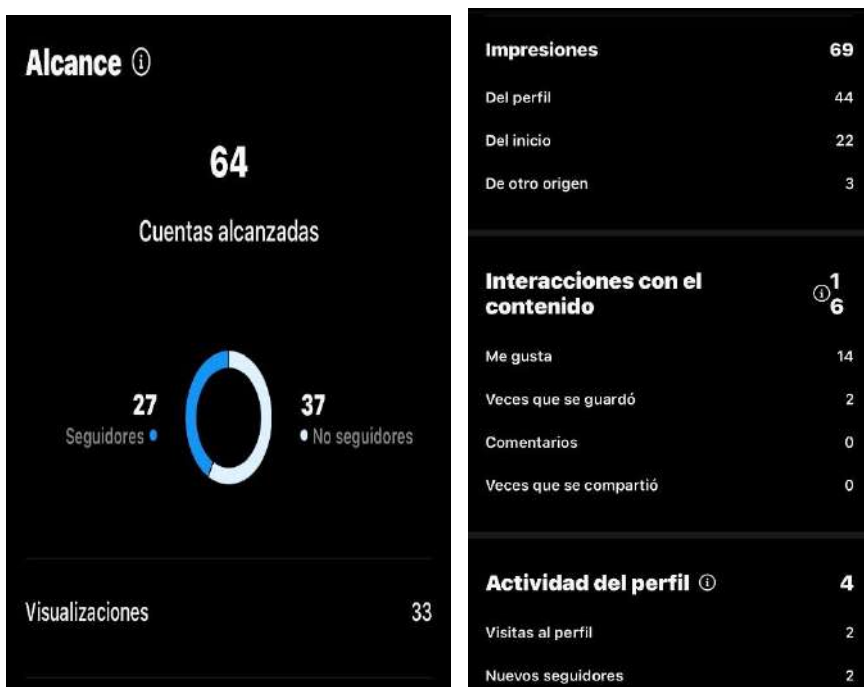 Alcance
64
Cuentas alcanzadas
27
Seguidores
37
No seguidores
Visualizaciones 33
Impresiones 69
Del perfil 44
Del inicio 22
De otro origen 3
Interacciones con el 1
contenido 6
Me gusta 14
Veces que se guardó 2
Comentarios 0
Veces que se compartió 0
Actividad del perfil 4
Visitas al perfil 2
Nuevos seguidores 2